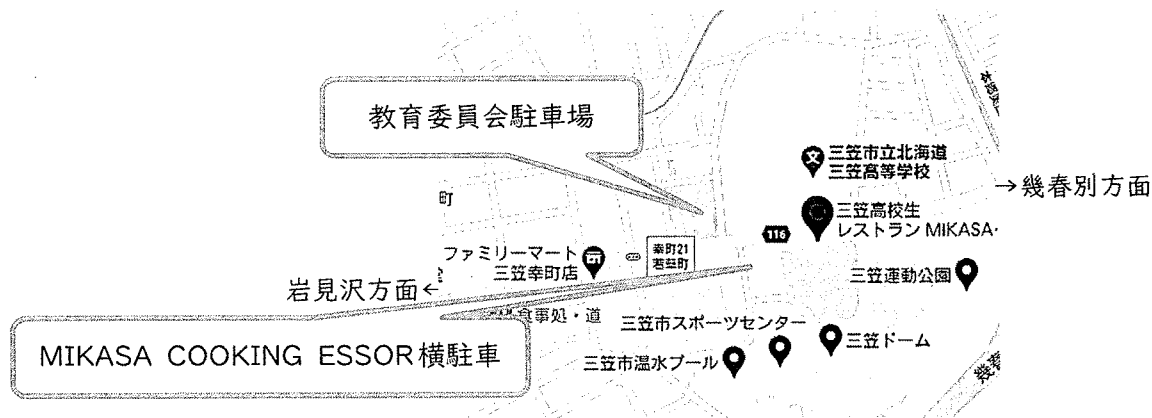 教育委員会駐車場
三笠市立北海道
三笠高等学校
→幾春別方面
町
三笠高校生
レストラン MIKASA・
116
幸町21
若草町
ファミリーマート
三笠幸町店
三笠運動公園
岩見沢方面←
食事処・道
三笠市スポーツセンター
三笠ドーム
MIKASA COOKING ESSOR横駐車
三笠市温水プール
幾春